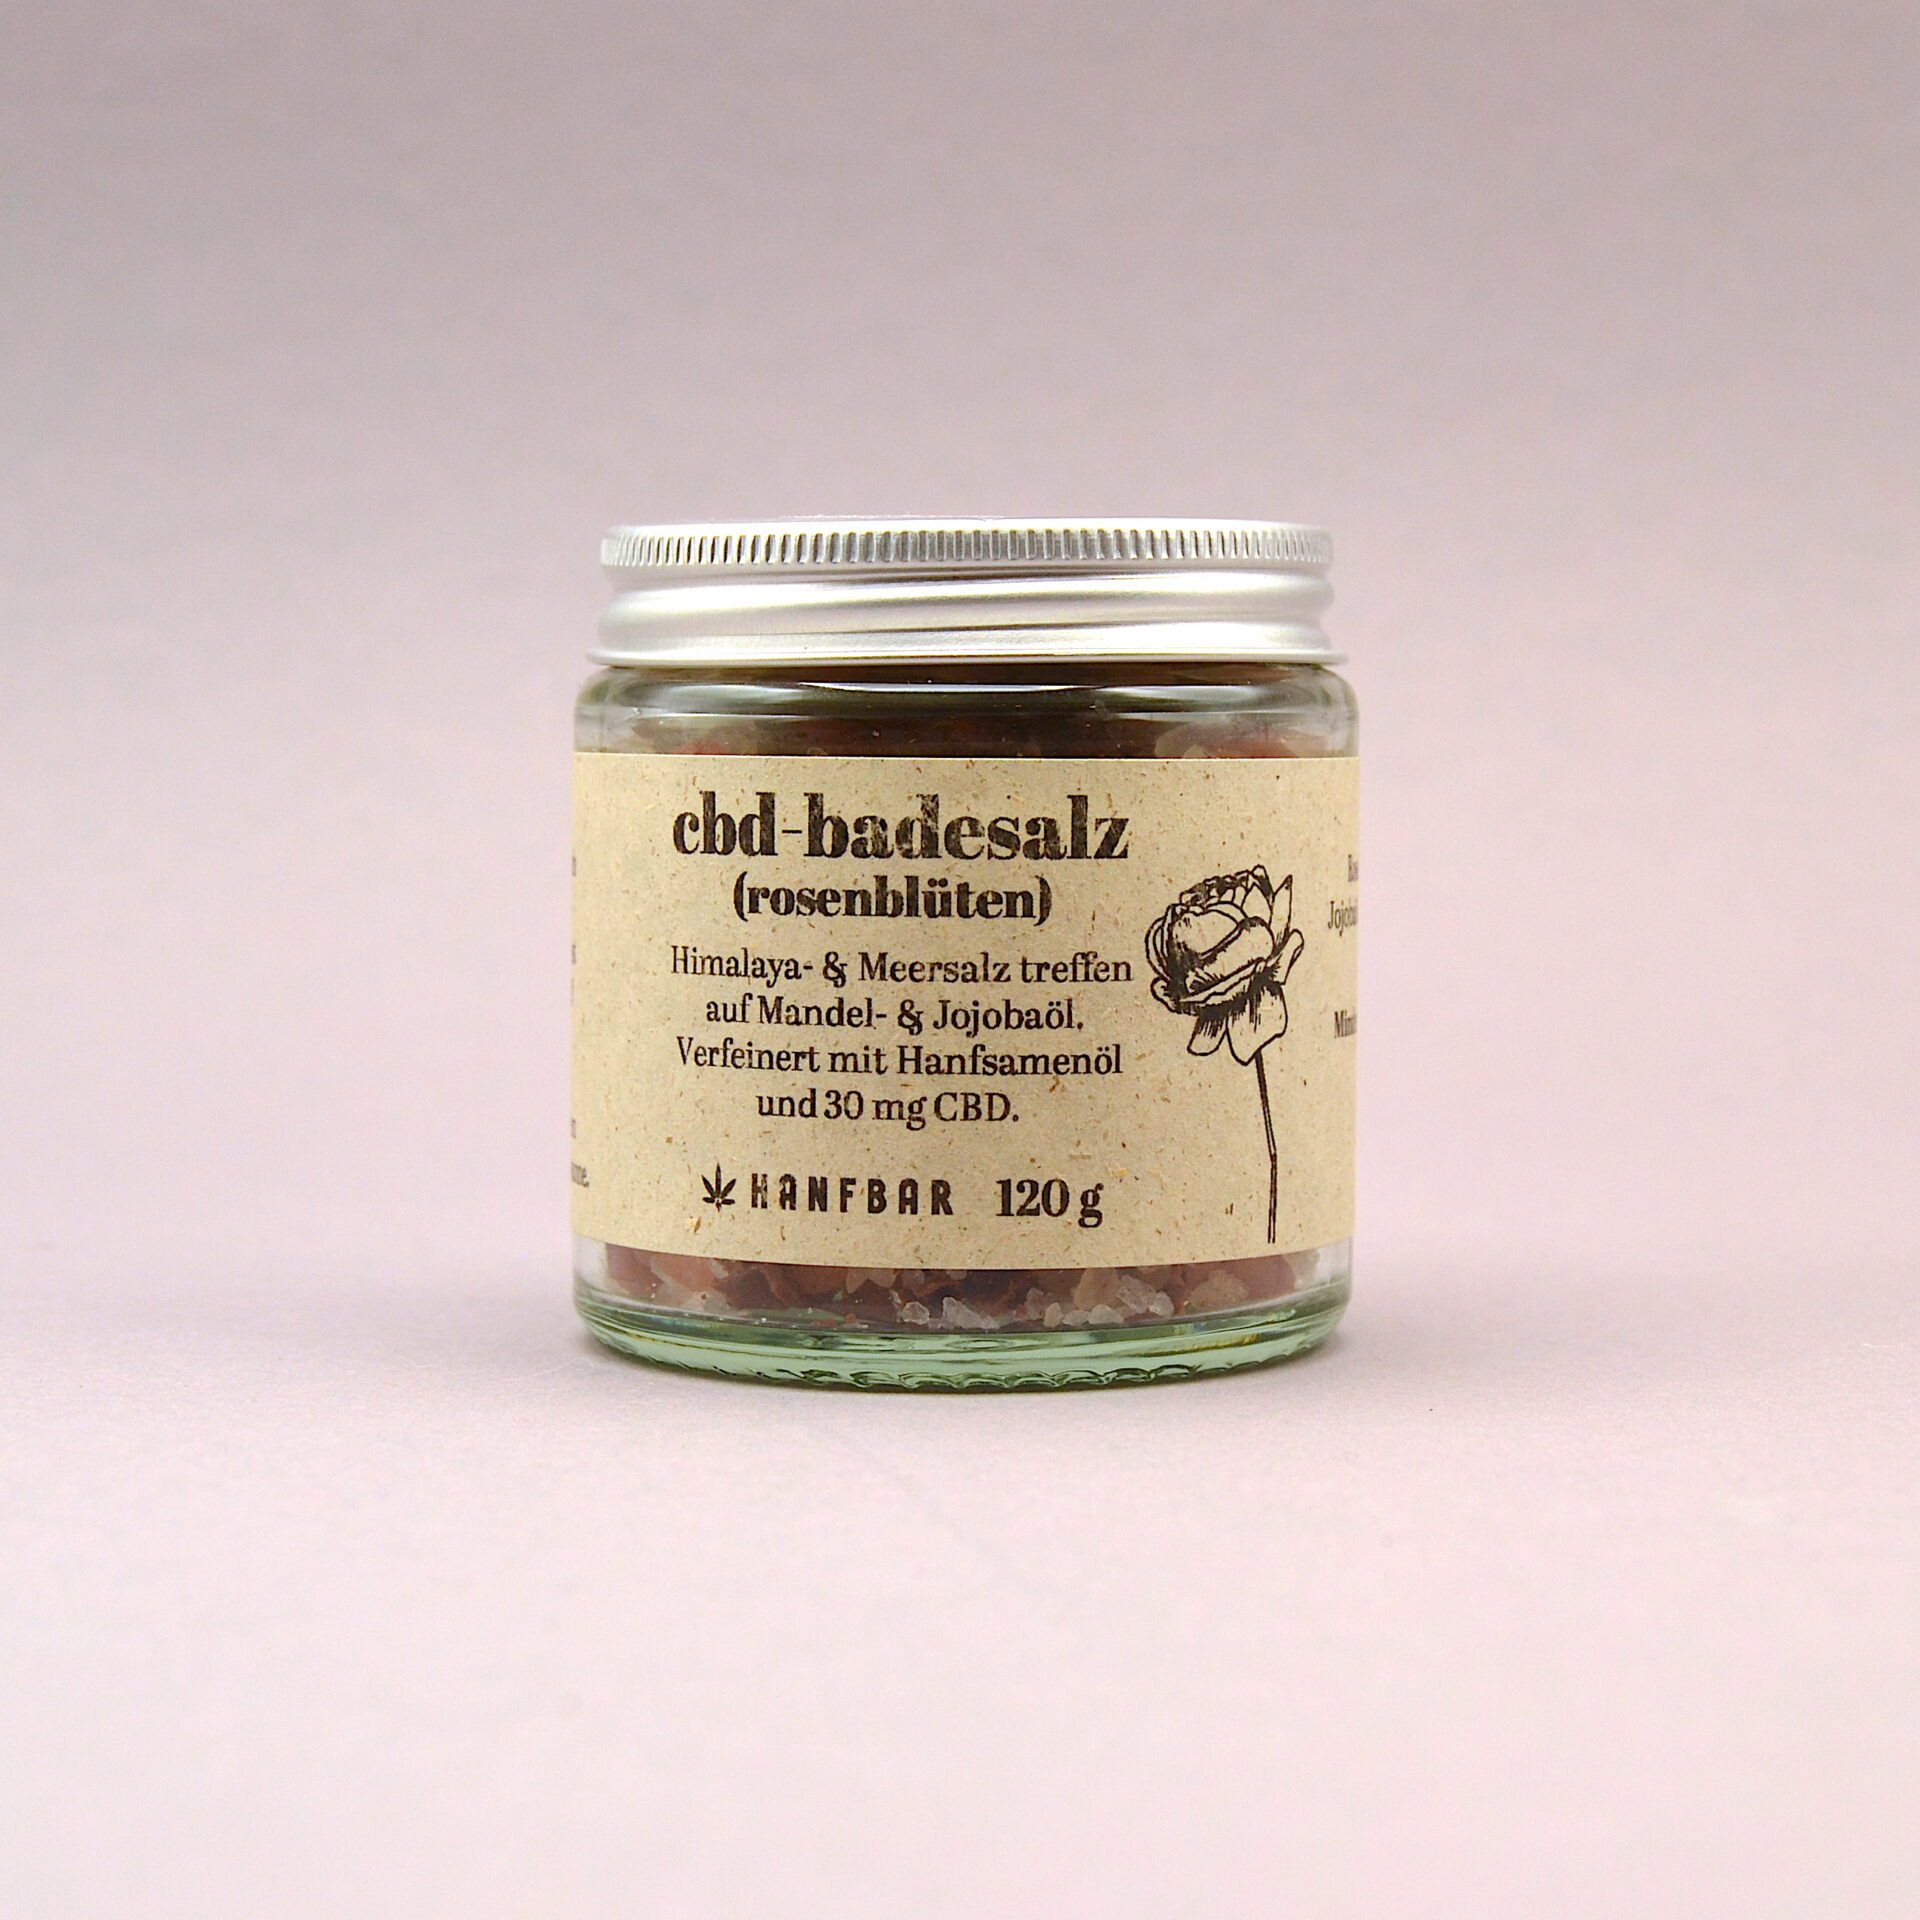 cbd-badesalz
(rosenblüten)
Himalaya- & Meersalz treffen
auf Mandel- & Jojobaöl.
Verfeinert mit Hanfsamenöl
und 30 mg CBD.
HANFBAR 120 g